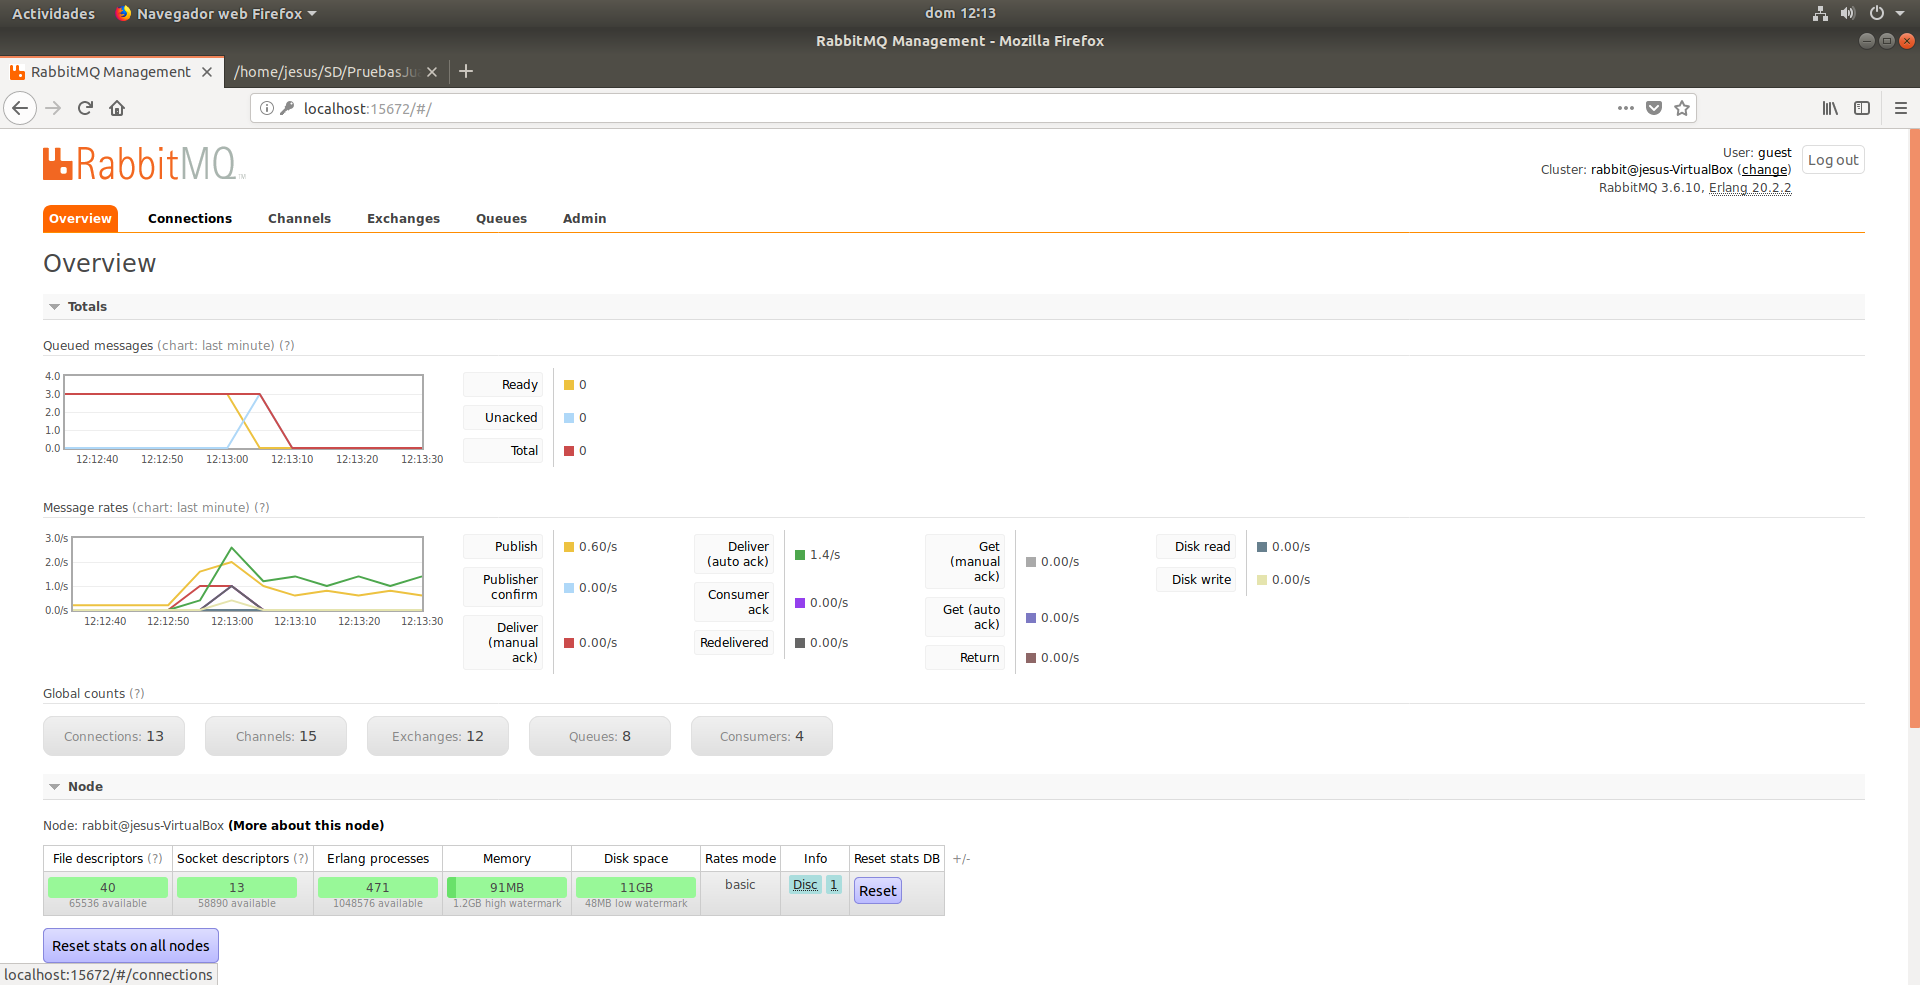 Actividades Navegador web Firefox dom 12:13
RabbitMQ Management - Mozilla Firefox
RabbitMQ Management /home/jesus/SD/PruebasJu
localhost:15672/#/
RabbitMQ TM
User: guest Log out
Cluster: rabbit@jesus-VirtualBox (change)
RabbitMQ 3.6.10, Erlang 20.2.2
Overview Connections Channels Exchanges Queues Admin
Overview
Totals
Queued messages (chart: last minute) (?)
4.0
3.0
2.0
1.0
0.0
12:12:40 12:12:50 12:13:00 12:13:10 12:13:20 12:13:30
Ready 0
Unacked 0
Total 0
Message rates (chart: last minute) (?)
3.0/s
2.0/s
1.0/s
0.0/s
12:12:40 12:12:50 12:13:00 12:13:10 12:13:20 12:13:30
Publish 0.60/s
Publisher
confirm 0.00/s
Deliver
(manual
ack) 0.00/s
Deliver
(auto ack) 1.4/s
Consumer
ack 0.00/s
Redelivered 0.00/s
Get
(manual
ack) 0.00/s
Get (auto
ack) 0.00/s
Return 0.00/s
Disk read 0.00/s
Disk write 0.00/s
Global counts (?)
Connections: 13 Channels: 15 Exchanges: 12 Queues: 8 Consumers: 4
Node
Node: rabbit@jesus-VirtualBox (More about this node)
File descriptors (?) Socket descriptors (?) Erlang processes Memory Disk space Rates mode Info Reset stats DB +/-
40 13 471 91MB 11GB basic Disc 1 Reset
65536 available 58890 available 1048576 available 1.2GB high watermark 48MB low watermark
Reset stats on all nodes
localhost:15672/#/connections